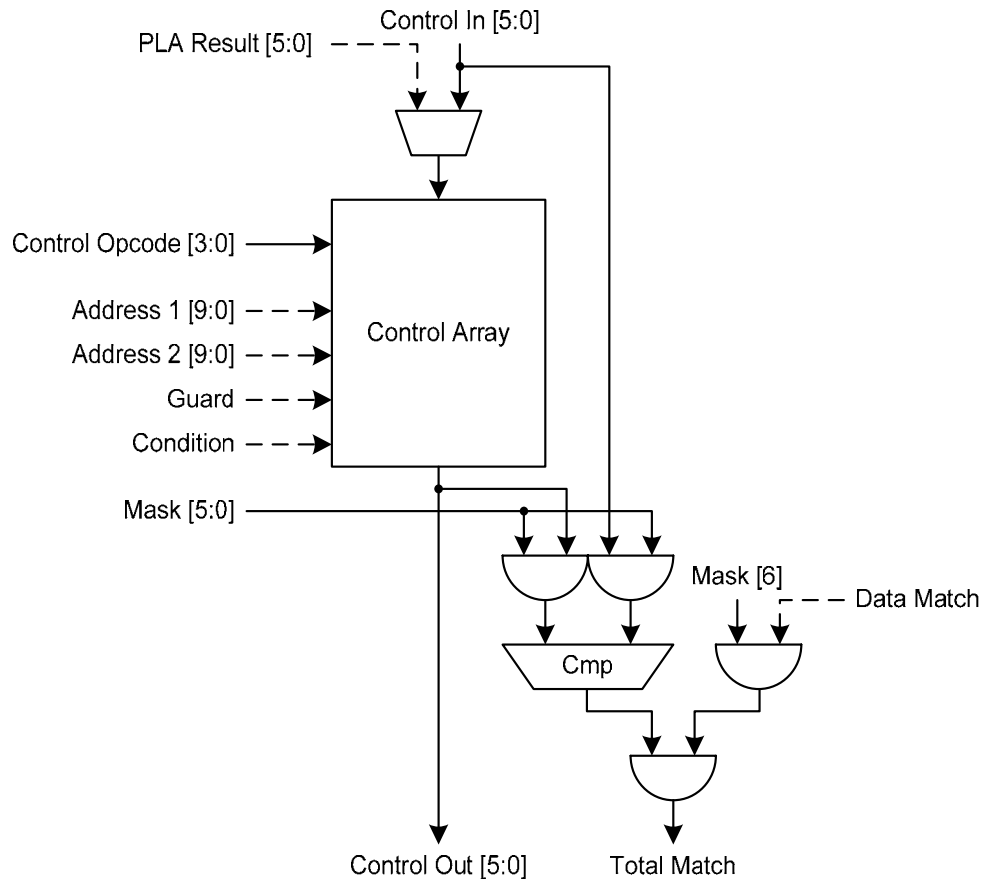 Control In [5:0]
PLA Result [5:0]
Control Opcode [3:0]
Address 1 [9:0]
Control Array
Address 2 [9:0]
Guard
Condition
Mask [5:0]
Mask [6]
Data Match
Cmp
Control Out [5:0]
Total Match